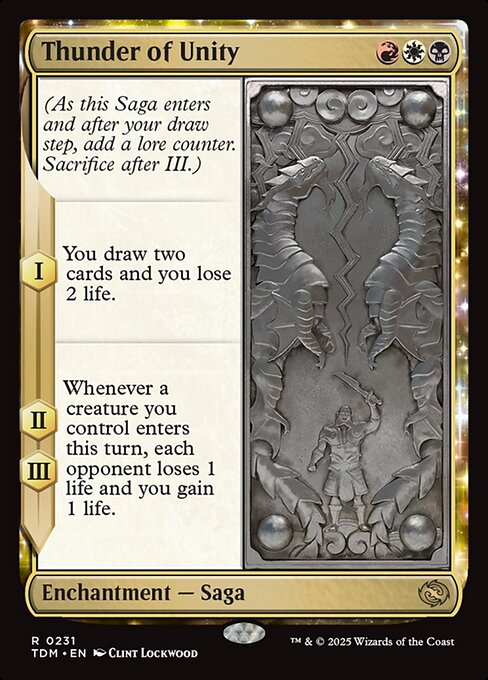 Thunder of Unity
(As this Saga enters
and after your draw
step, add a lore counter.
Sacrifice after III.)
I
You draw two
cards and you lose
2 life.
II
III
Whenever a
creature you
control enters
this turn, each
opponent loses 1
life and you gain
1 life.
Enchantment — Saga
R 0231
TDM • EN Clint Lockwood
™ & © 2025 Wizards of the Coast